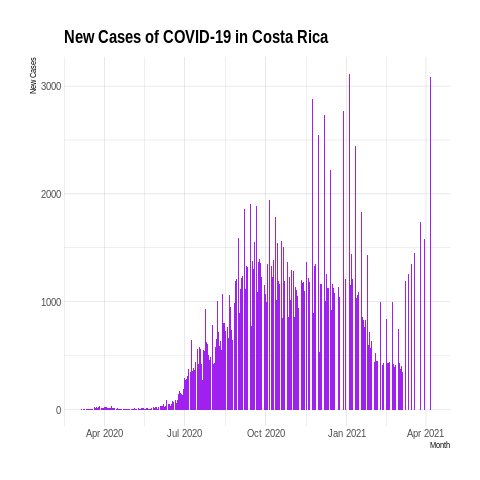 New Cases of COVID-19 in Costa Rica
New Cases
3000
2000
1000
0
Apr 2020 Jul 2020 Oct 2020 Jan 2021 Apr 2021
Month